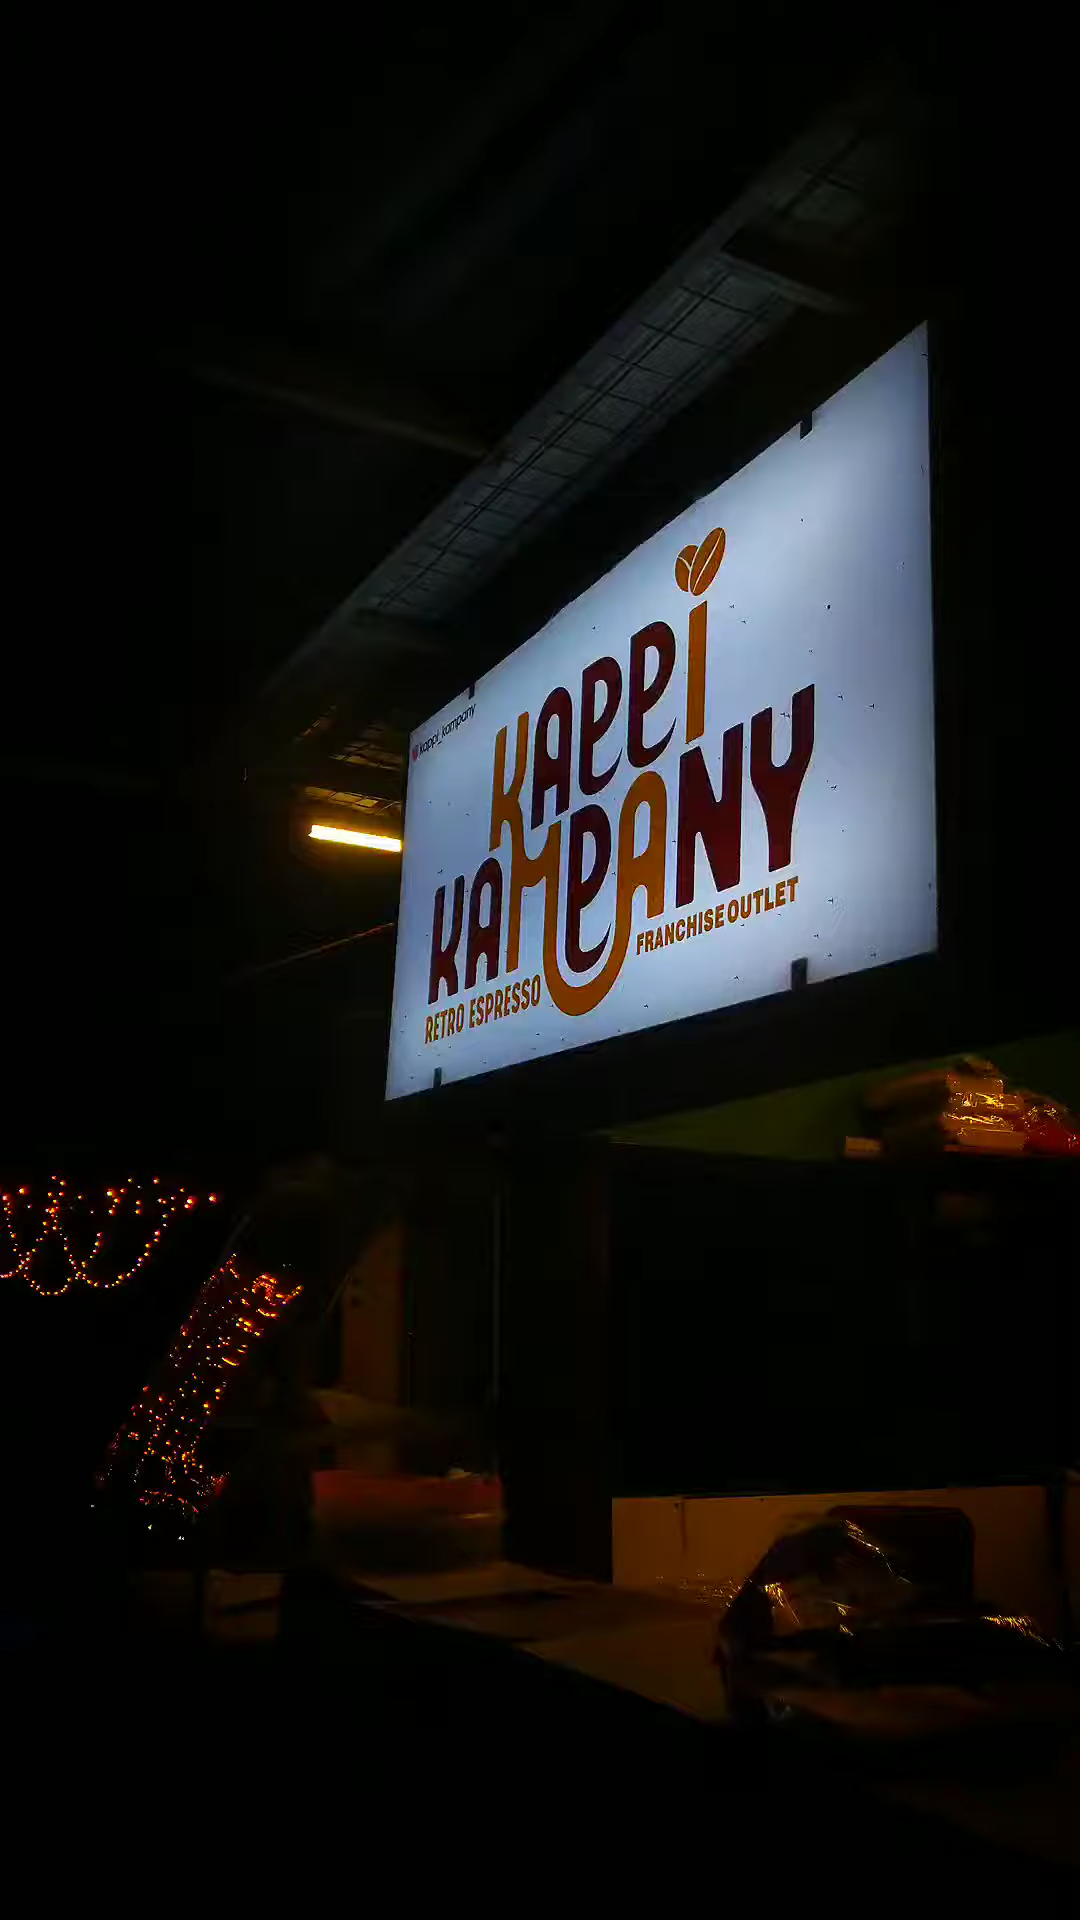 kappi_kampany
KAPPi
KAMPANY
RETRO ESPRESSO
FRANCHISE OUTLET